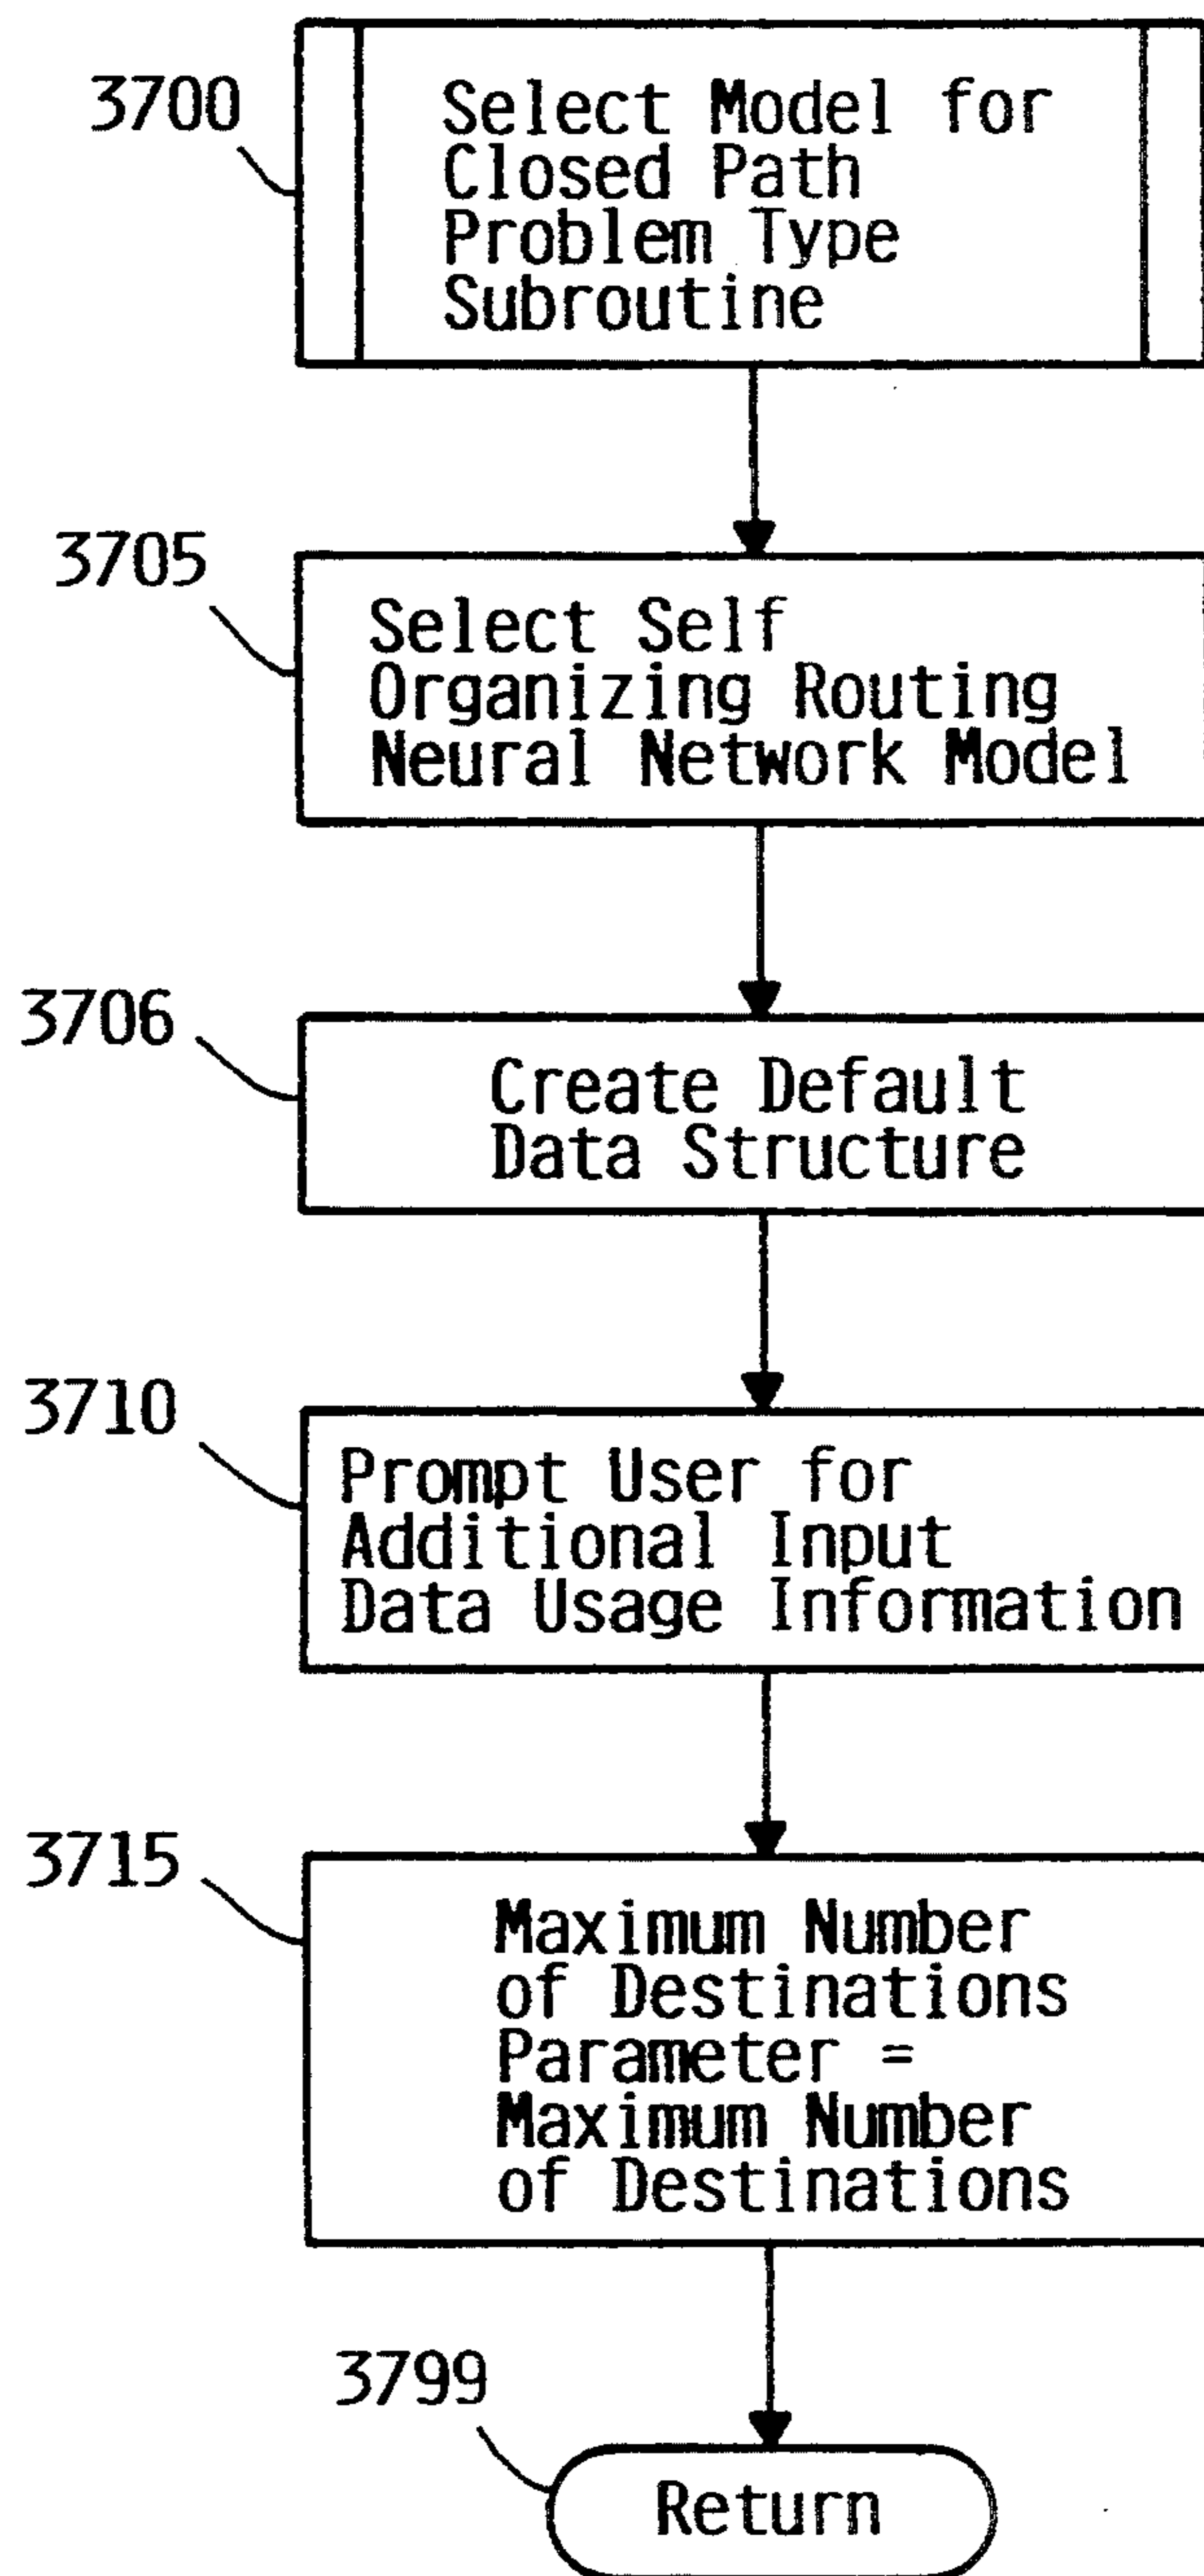 3700
Select Model for
Closed Path
Problem Type
Subroutine
3705
Select Self
Organizing Routing
Neural Network Model
3706
Create Default
Data Structure
3710
Prompt User for
Additional Input
Data Usage Information
3715
Maximum Number
of Destinations
Parameter =
Maximum Number
of Destinations
3799
Return